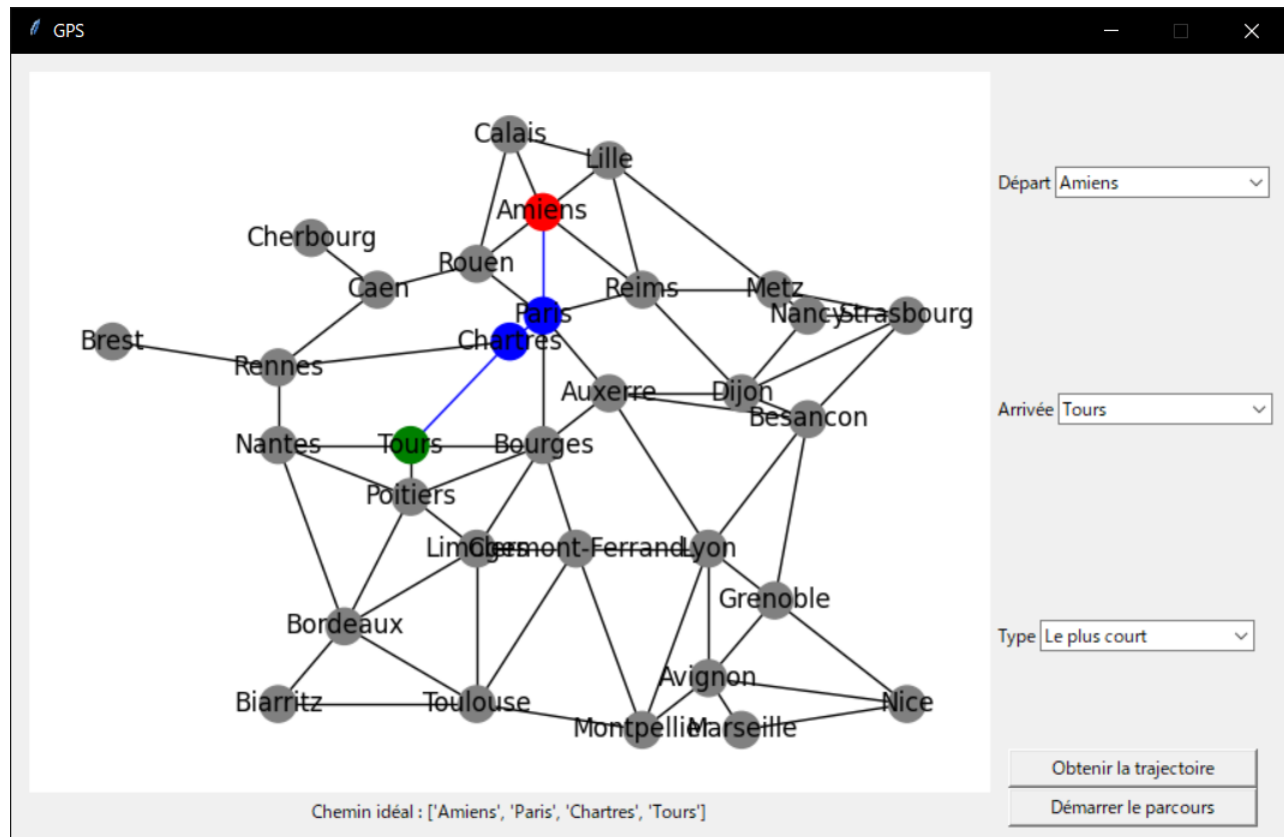 GPS
Calais
Lille
Départ Amiens
Amiens
Cherbourg
Rouen
Caen
Reims
Metz
Paris
Nancy
Strasbourg
Brest
Chartres
Rennes
Auxerre
Dijon
Arrivée Tours
Besancon
Nantes
Tours
Bourges
Poitiers
Limoges
Clermont-Ferrand
Lyon
Grenoble
Bordeaux
Type Le plus court
Avignon
Biarritz
Toulouse
Nice
Montpellier
Marseille
Obtenir la trajectoire
Démarrer le parcours
Chemin idéal : ['Amiens', 'Paris', 'Chartres', 'Tours']